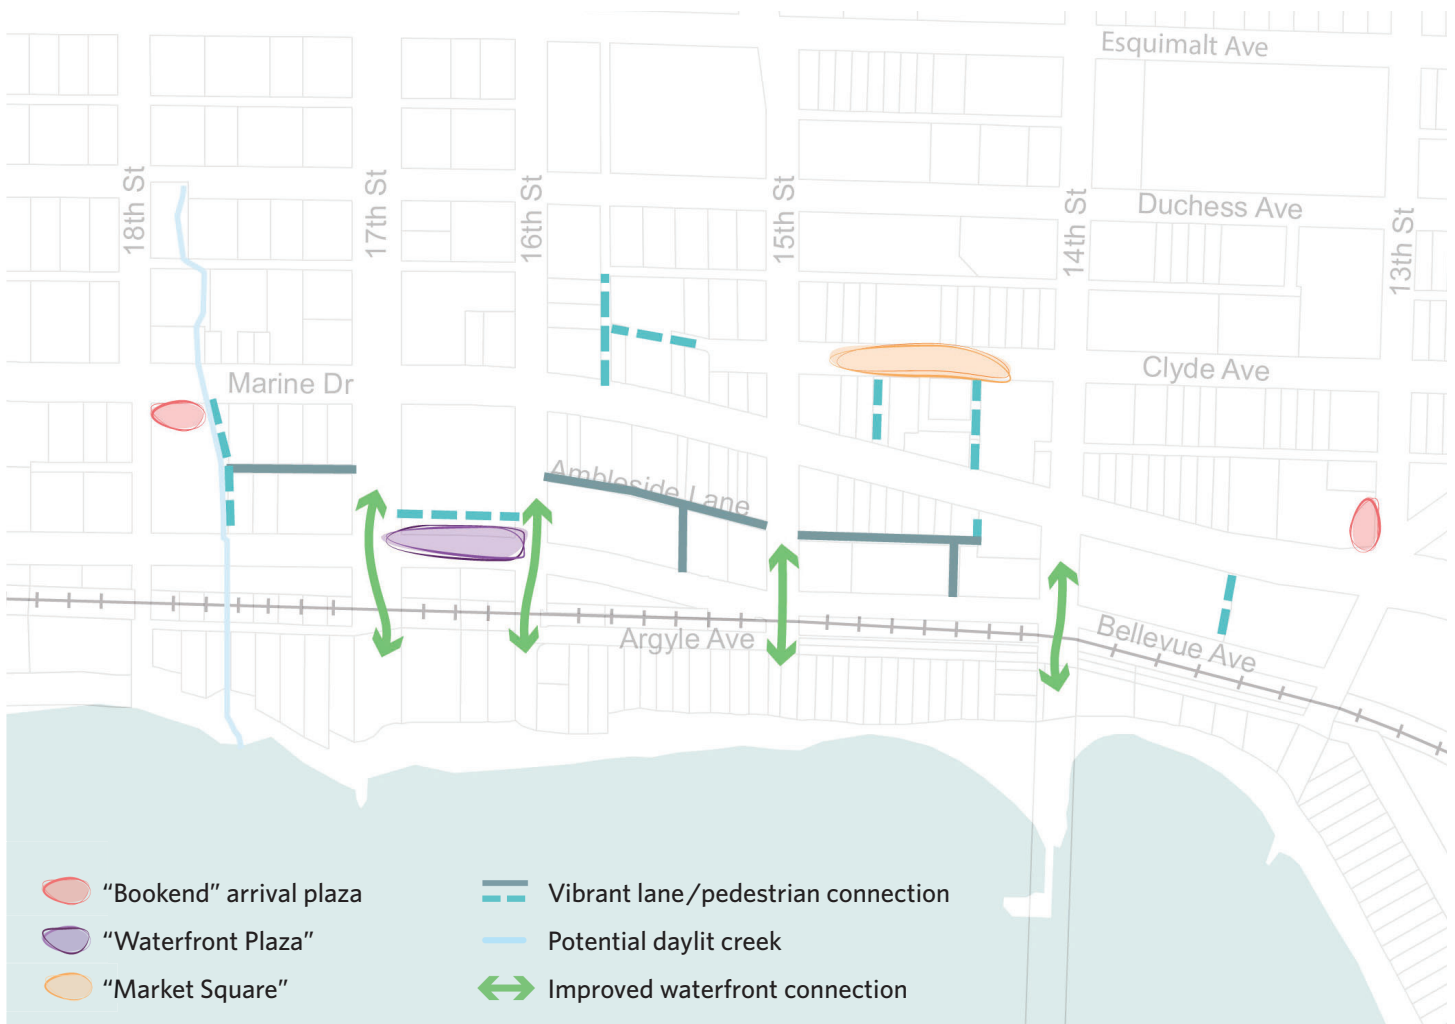 Esquimalt Ave
18th St
17th St
16th St
15th St
14th St
Duchess Ave
13th St
Marine Dr
Clyde Ave
Ambleside Lane
Argyle Ave
Bellevue Ave
“Bookend” arrival plaza
“Waterfront Plaza”
“Market Square”
Vibrant lane/pedestrian connection
Potential daylit creek
Improved waterfront connection